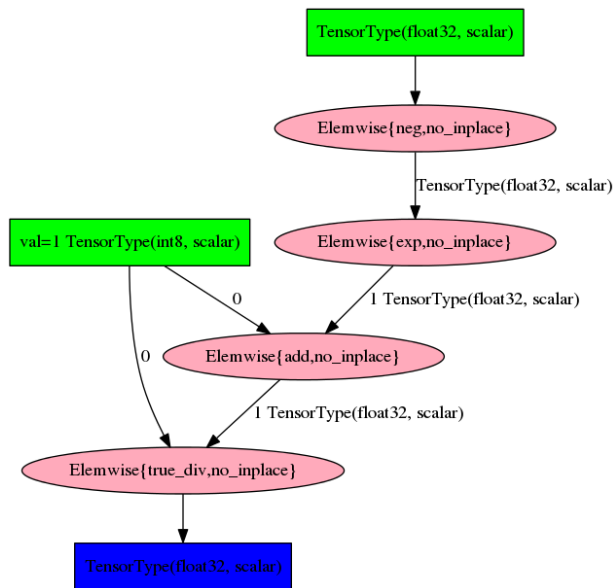 TensorType(float32, scalar)
Elemwise{neg,no_inplace}
TensorType(float32, scalar)
val=1 TensorType(int8, scalar)
Elemwise{exp,no_inplace}
0
1 TensorType(float32, scalar)
0
Elemwise{add,no_inplace}
1 TensorType(float32, scalar)
Elemwise{true_div,no_inplace}
TensorType(float32, scalar)